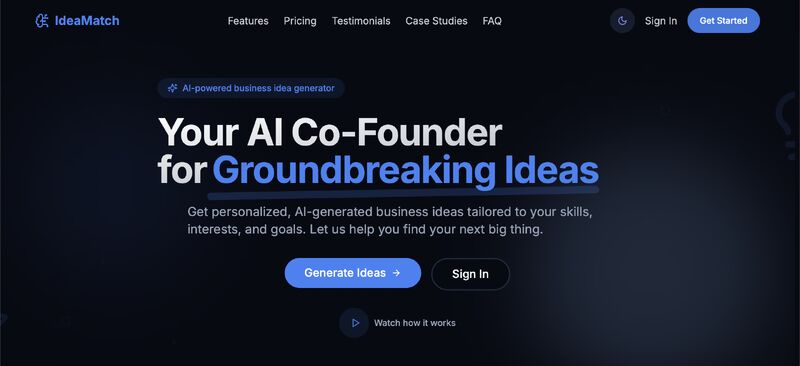 IdeaMatch
Features
Pricing
Testimonials
Case Studies
FAQ
Sign In
Get Started
AI-powered business idea generator
Your AI Co-Founder
for Groundbreaking Ideas
Get personalized, AI-generated business ideas tailored to your skills,
interests, and goals. Let us help you find your next big thing.
Generate Ideas →
Sign In
Watch how it works